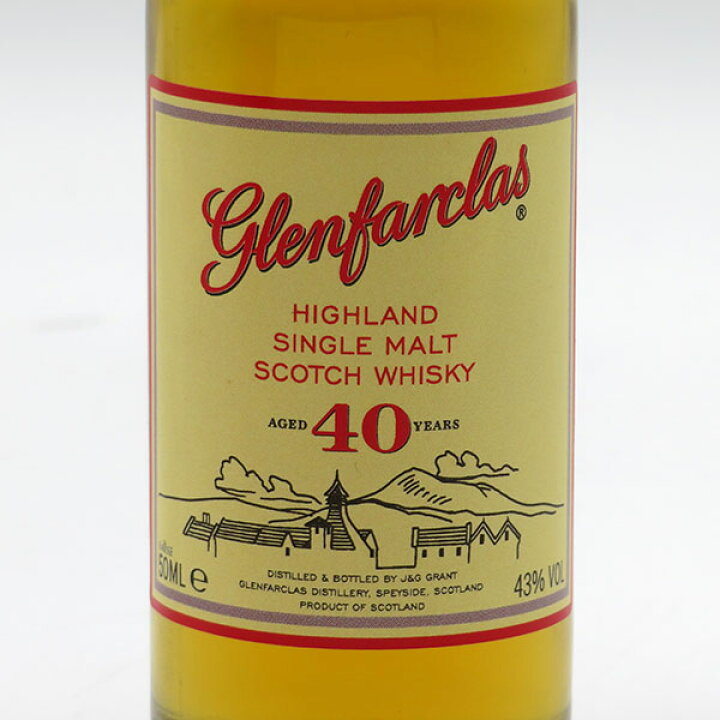 Glenfarclas®
HIGHLAND
SINGLE MALT
SCOTCH WHISKY
AGED 40 YEARS
50ML e
DISTILLED & BOTTLED BY J&G GRANT
GLENFARCLAS DISTILLERY, SPEYSIDE, SCOTLAND
PRODUCT OF SCOTLAND
43% VOL